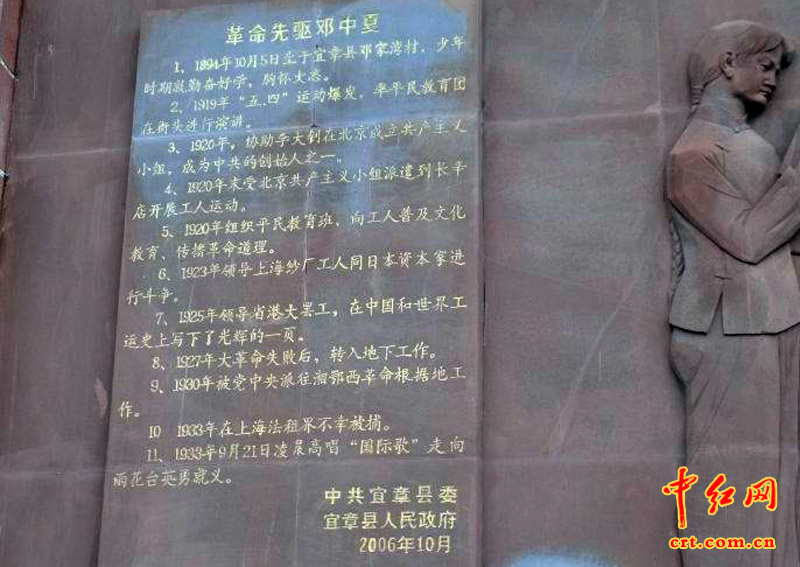 革命先驱邓中夏
1、1894年10月5日生于宜章县邓家湾村，少年
时期就勤奋好学，胸怀大志。
2、1919年“五.四”运动爆发，率平民教育团
在街头进行演讲。
3、1920年，协助李大钊在北京成立共产主义
小组，成为中共的创始人之一。
4、1920年末受北京共产主义小组派遣到长辛
店开展工人运动。
5、1920年组织平民教育班，向工人普及文化
教育、传播革命道理。
6、1923年领导上海纱厂工人同日本资本家进
行斗争。
7、1925年领导省港大罢工，在中国和世界工
运史上写下了光辉的一页。
8、1927年大革命失败后，转入地下工作。
9、1930年被党中央派往湘鄂西革命根据地工
作。
10 1933年在上海法租界不幸被捕。
11、1933年9月21日凌晨高唱“国际歌”走向
雨花台英勇就义。
中共宜章县委
宜章县人民政府
2006年10月
中红网
crt.com.cn